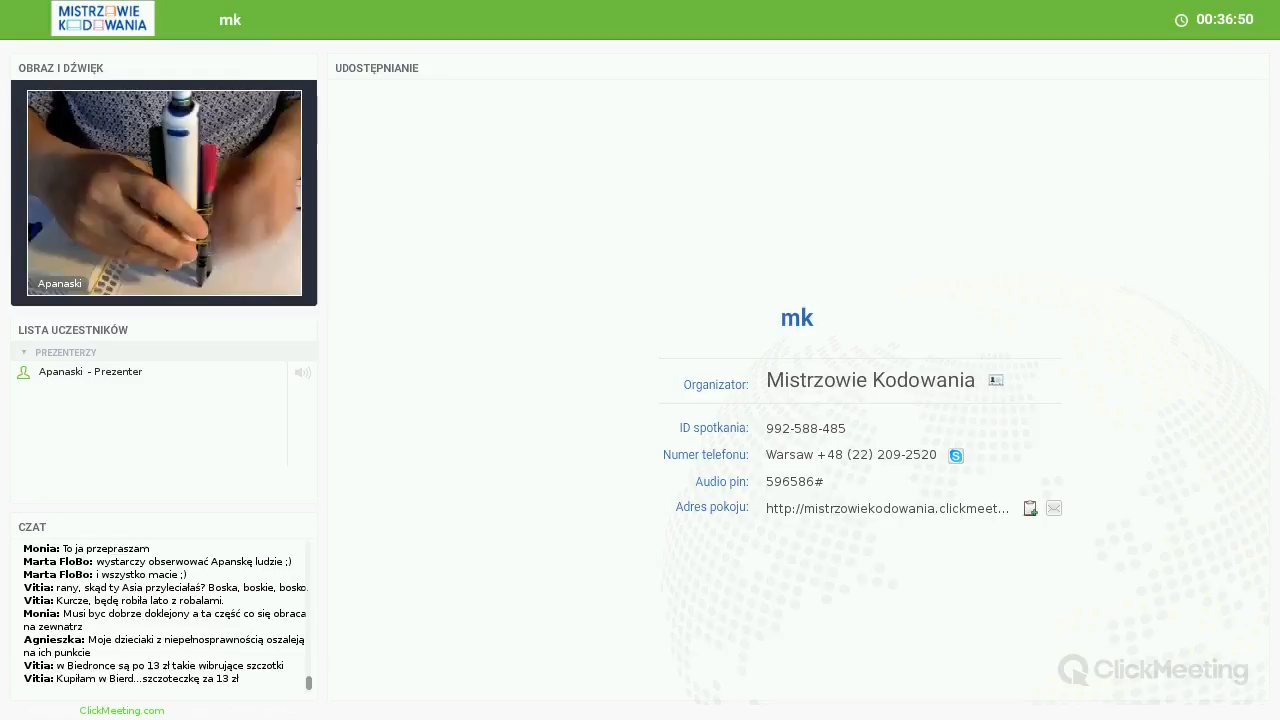 MISTRZOWIE
KODOWANIA
mk
00:36:50
OBRAZ I DŹWIĘK
Apanaski
LISTA UCZESTNIKÓW
PREZENTERZY
Apanaski - Prezenter
CZAT
Monia: To ja przepraszam
Marta FloBo: wystarczy obserwować Apanskę ludzie ;)
Marta FloBo: i wszystko macie ;)
Vitia: rany, skąd ty Asia przyleciałaś? Boska, boskie, bosko.
Vitia: Kurcze, będę robiła lato z robalami.
Monia: Musi byc dobrze doklejony a ta część co się obraca
na zewnatrz
Agnieszka: Moje dzieciaki z niepełnosprawnością oszaleją
na ich punkcie
Vitia: w Biedronce są po 13 zł takie wibrujące szczotki
Vitia: Kupiłam w Bierd...szczoteczkę za 13 zł
ClickMeeting.com
UDOSTĘPNIANIE
mk
Organizator: Mistrzowie Kodowania
ID spotkania: 992-588-485
Numer telefonu: Warsaw +48 (22) 209-2520
Audio pin: 596586#
Adres pokoju: http://mistrzowiekodowania.clickmeet...
ClickMeeting